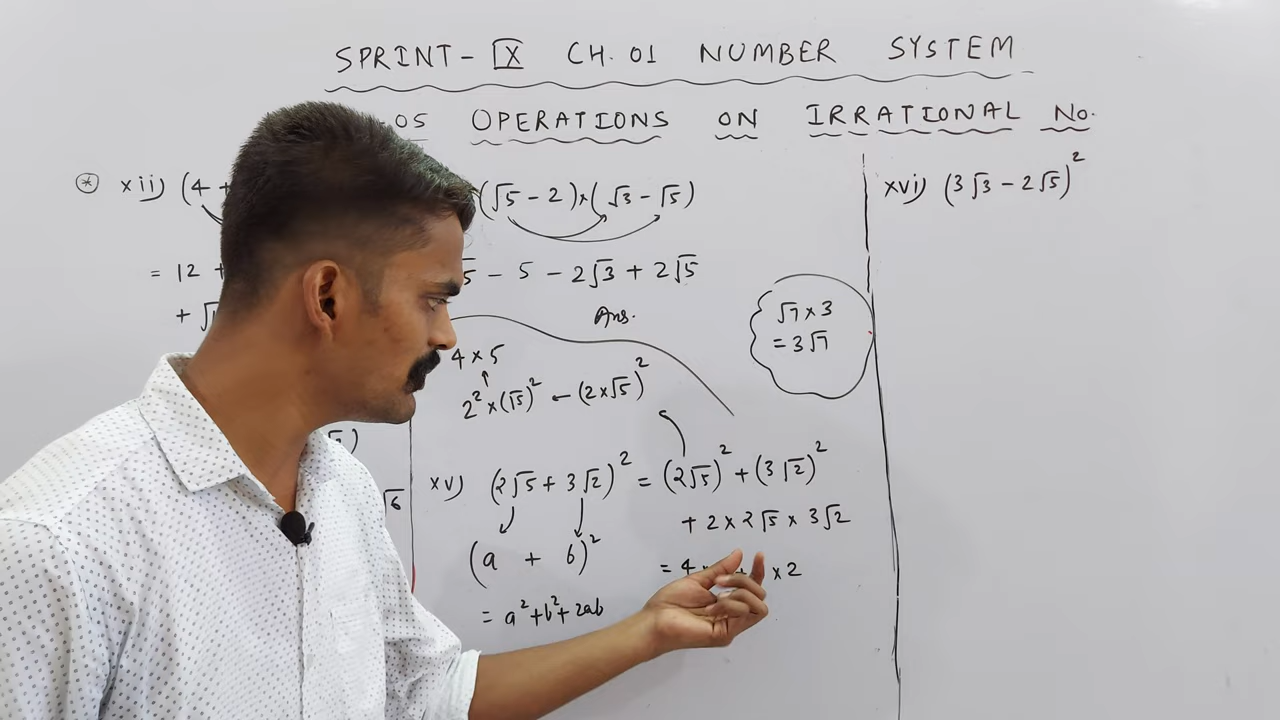 SPRINT-IX CH.01 NUMBER SYSTEM
05 OPERATIONS ON IRRATIONAL No.
* xii) (4 +
= 12 +
+ √
√6
(√5 - 2)×(√3 - √5)
- 5 - 2√3 + 2√5
Ans.
4 × 5
2² ×(√5)² ← (2×√5)²
√7 × 3
= 3√7
xv) (2√5 + 3√2)² = (2√5)² + (3√2)²
+ 2 × 2√5 × 3√2
(a + b)²
= 4 × 2
= a²+b²+2ab
xvi) (3√3 - 2√5)²